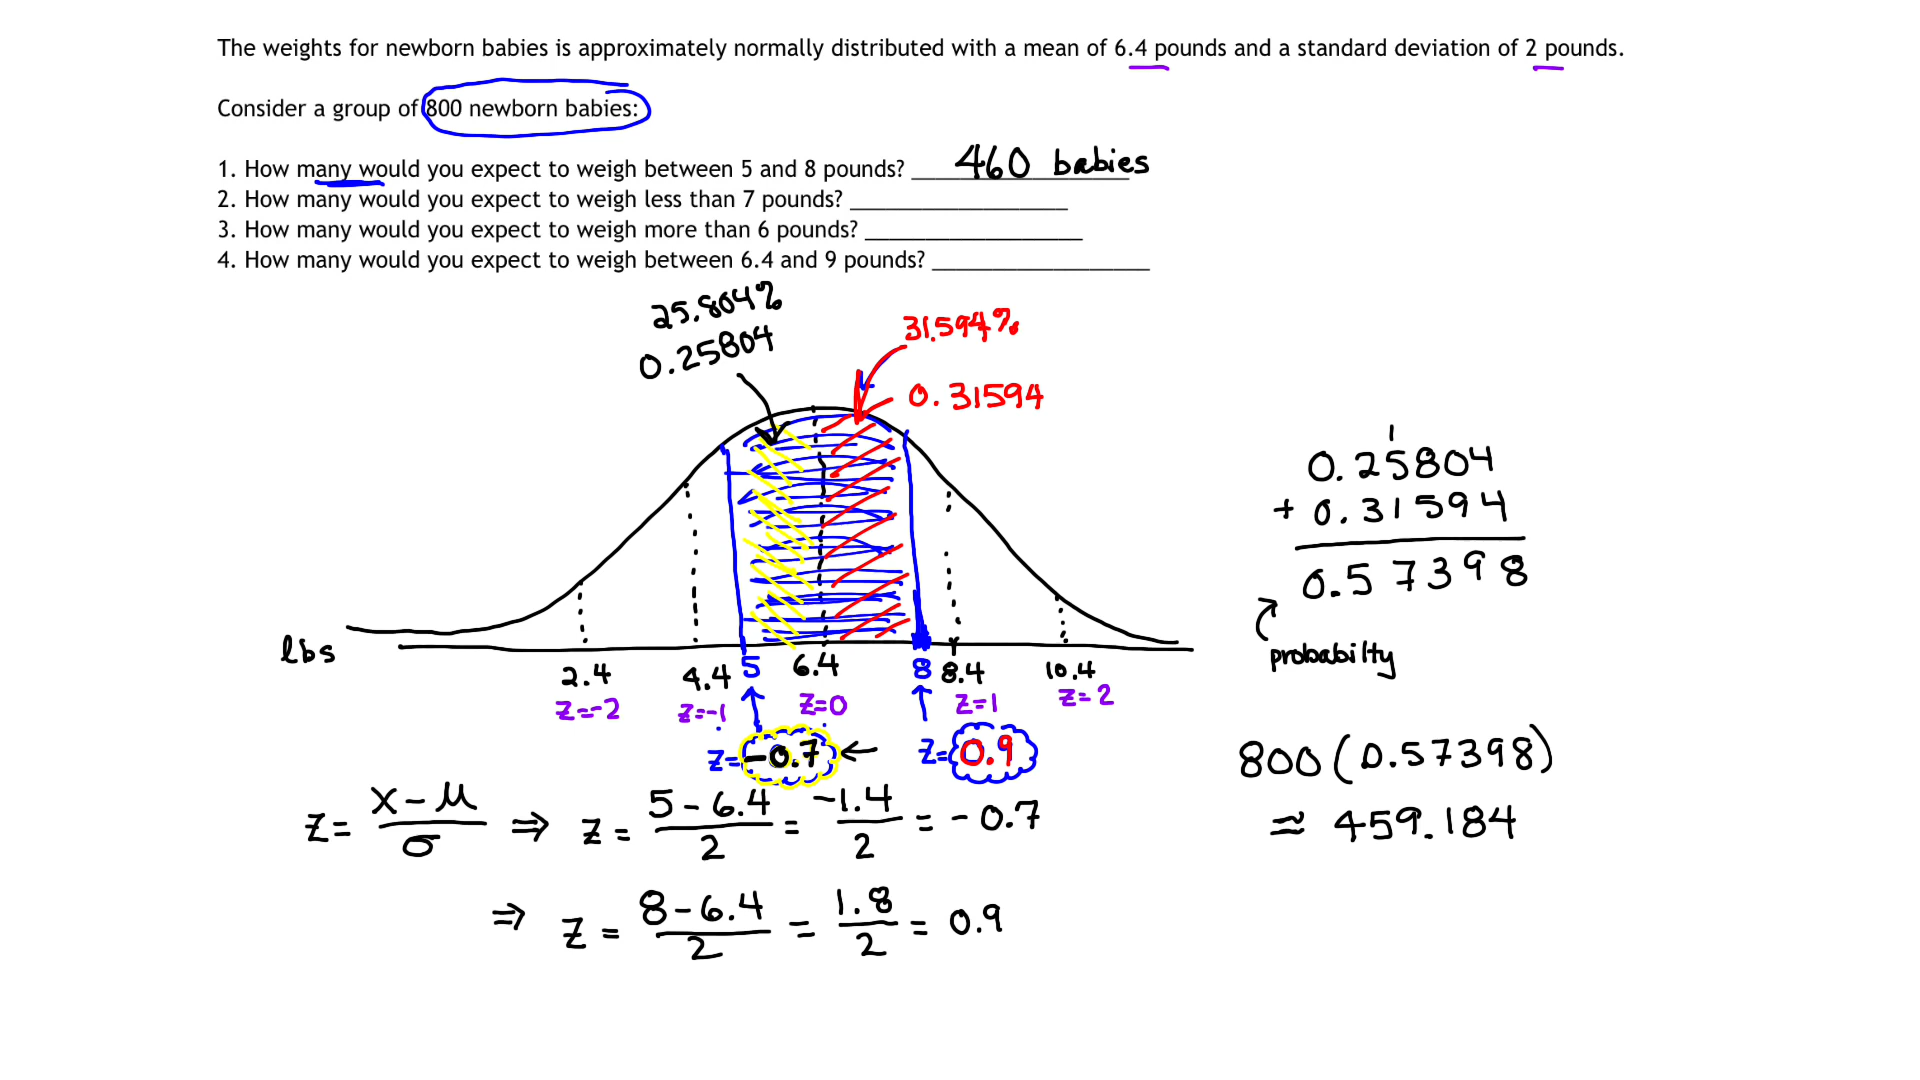 The weights for newborn babies is approximately normally distributed with a mean of 6.4 pounds and a standard deviation of 2 pounds.
Consider a group of 800 newborn babies:
1. How many would you expect to weigh between 5 and 8 pounds? 460 babies
2. How many would you expect to weigh less than 7 pounds? __________________
3. How many would you expect to weigh more than 6 pounds? __________________
4. How many would you expect to weigh between 6.4 and 9 pounds? __________________
25.804%
0.25804
31.594%
0.31594
1
0.25804
+ 0.31594
0.57398
probabilty
lbs
2.4 4.4 5 6.4 8 8.4 10.4
z=-2 z=-1 z=0 z=1 z=2
z=-0.7 z=0.9
800(0.57398)
≈ 459.184
z = x-μ / σ ⇒ z = 5-6.4 / 2 = -1.4 / 2 = -0.7
⇒ z = 8-6.4 / 2 = 1.8 / 2 = 0.9